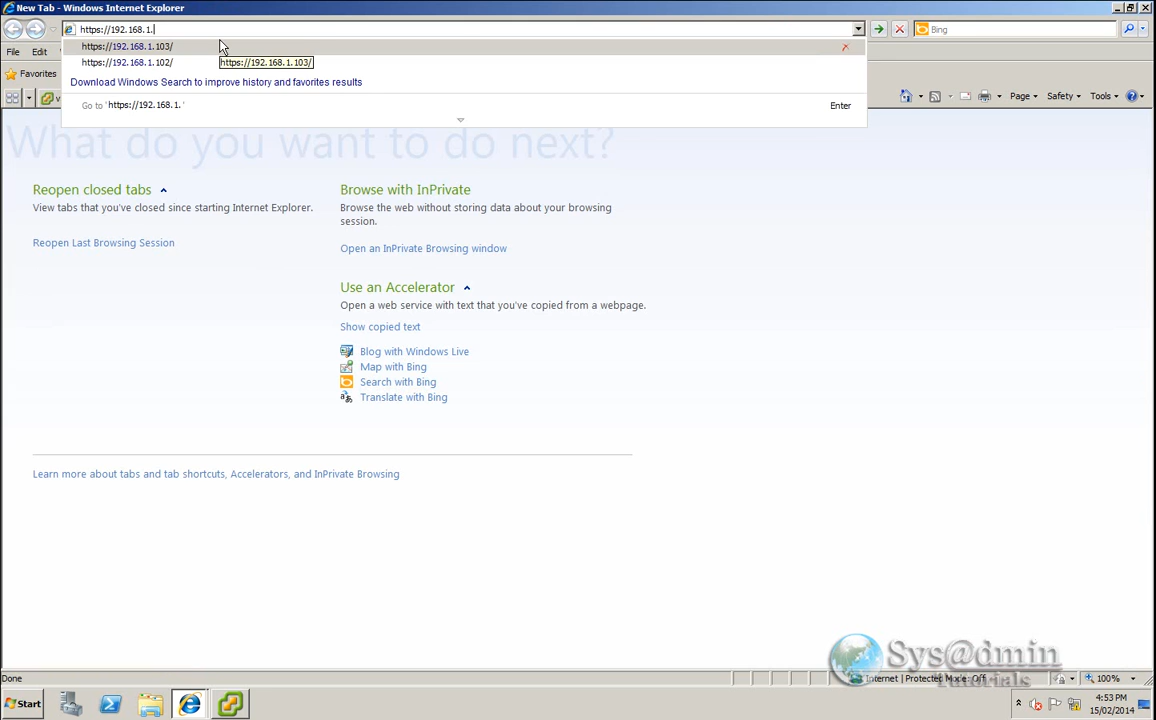 New Tab - Windows Internet Explorer
https://192.168.1.
Bing
https://192.168.1.103/
https://192.168.1.102/
https://192.168.1.103/
File Edit
Favorites
Download Windows Search to improve history and favorites results
Go to 'https://192.168.1. '
Enter
Page Safety Tools
What do you want to do next?
Reopen closed tabs
View tabs that you've closed since starting Internet Explorer.
Reopen Last Browsing Session
Browse with InPrivate
Browse the web without storing data about your browsing
session.
Open an InPrivate Browsing window
Use an Accelerator
Open a web service with text that you've copied from a webpage.
Show copied text
Blog with Windows Live
Map with Bing
Search with Bing
Translate with Bing
Learn more about tabs and tab shortcuts, Accelerators, and InPrivate Browsing
Sys@dmin
Tutorials
Done
Internet | Protected Mode: Off
100%
Start
4:53 PM
15/02/2014